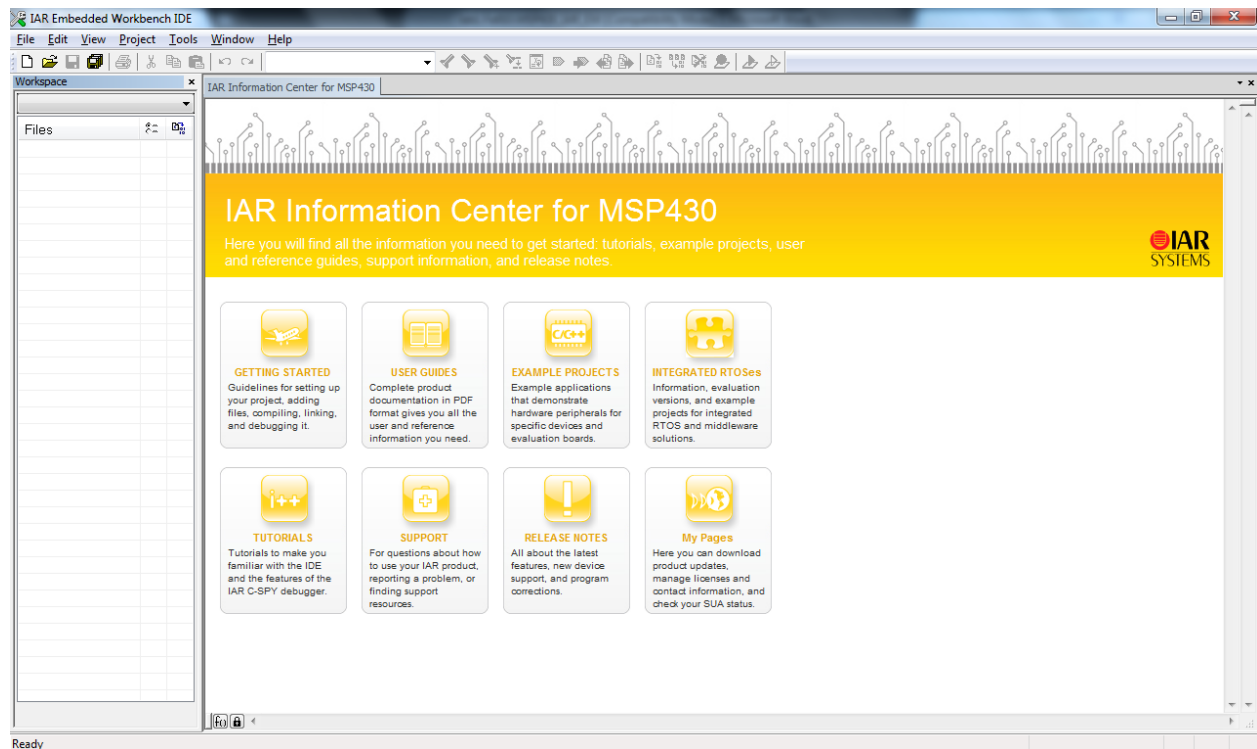 IAR Embedded Workbench IDE
File Edit View Project Tools Window Help
Workspace
IAR Information Center for MSP430
Files
IAR Information Center for MSP430
Here you will find all the information you need to get started: tutorials, example projects, user
and reference guides, support information, and release notes.
IAR
SYSTEMS
GETTING STARTED
Guidelines for setting up
your project, adding
files, compiling, linking,
and debugging it.
USER GUIDES
Complete product
documentation in PDF
format gives you all the
user and reference
information you need.
C/C++
EXAMPLE PROJECTS
Example applications
that demonstrate
hardware peripherals for
specific devices and
evaluation boards.
INTEGRATED RTOSes
Information, evaluation
versions, and example
projects for integrated
RTOS and middleware
solutions.
i++
TUTORIALS
Tutorials to make you
familiar with the IDE
and the features of the
IAR C-SPY debugger.
SUPPORT
For questions about how
to use your IAR product,
reporting a problem, or
finding support
resources.
RELEASE NOTES
All about the latest
features, new device
support, and program
corrections.
My Pages
Here you can download
product updates,
manage licenses and
contact information, and
check your SUA status.
Ready